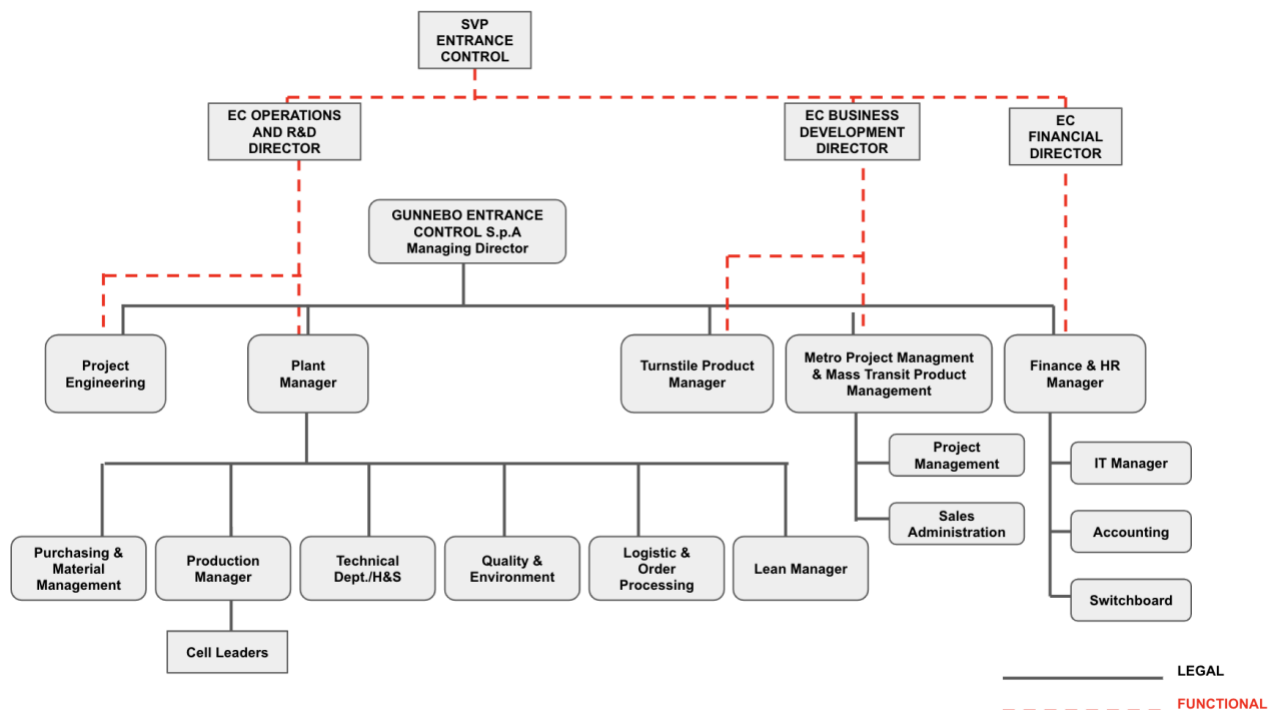 SVP
ENTRANCE
CONTROL
EC OPERATIONS
AND R&D
DIRECTOR
EC BUSINESS
DEVELOPMENT
DIRECTOR
EC
FINANCIAL
DIRECTOR
GUNNEBO ENTRANCE
CONTROL S.p.A
Managing Director
Project
Engineering
Plant
Manager
Turnstile Product
Manager
Metro Project Managment
& Mass Transit Product
Management
Finance & HR
Manager
Project
Management
Sales
Administration
IT Manager
Accounting
Switchboard
Purchasing &
Material
Management
Production
Manager
Technical
Dept./H&S
Quality &
Environment
Logistic &
Order
Processing
Lean Manager
Cell Leaders
LEGAL
FUNCTIONAL